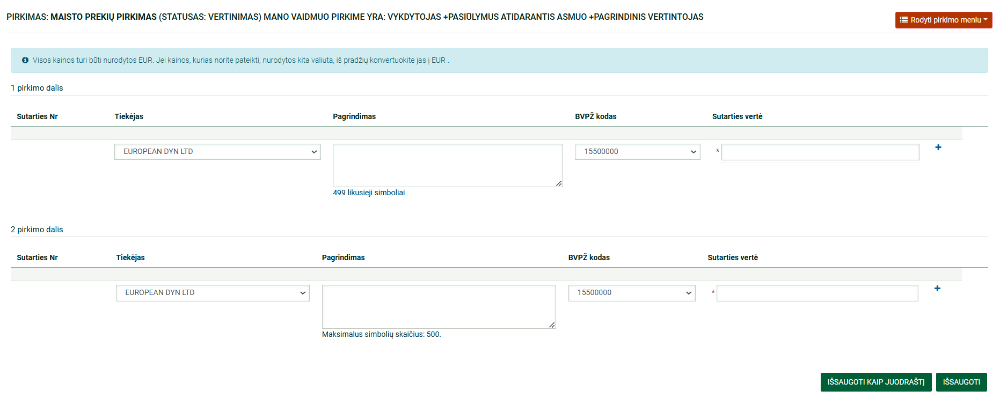 PIRKIMAS: MAISTO PREKIŲ PIRKIMAS (STATUSAS: VERTINIMAS) MANO VAIDMUO PIRKIME YRA: VYKDYTOJAS +PASIŪLYMUS ATIDARANTIS ASMUO +PAGRINDINIS VERTINTOJAS
Rodyti pirkimo meniu
Visos kainos turi būti nurodytos EUR. Jei kainos, kurias norite pateikti, nurodytos kita valiuta, iš pradžių konvertuokite jas į EUR .
1 pirkimo dalis
Sutarties Nr Tiekėjas Pagrindimas BVPŽ kodas Sutarties vertė
EUROPEAN DYN LTD 15500000 * +
499 likusieji simboliai
2 pirkimo dalis
Sutarties Nr Tiekėjas Pagrindimas BVPŽ kodas Sutarties vertė
EUROPEAN DYN LTD 15500000 * +
Maksimalus simbolių skaičius: 500.
IŠSAUGOTI KAIP JUODRAŠTĮ IŠSAUGOTI